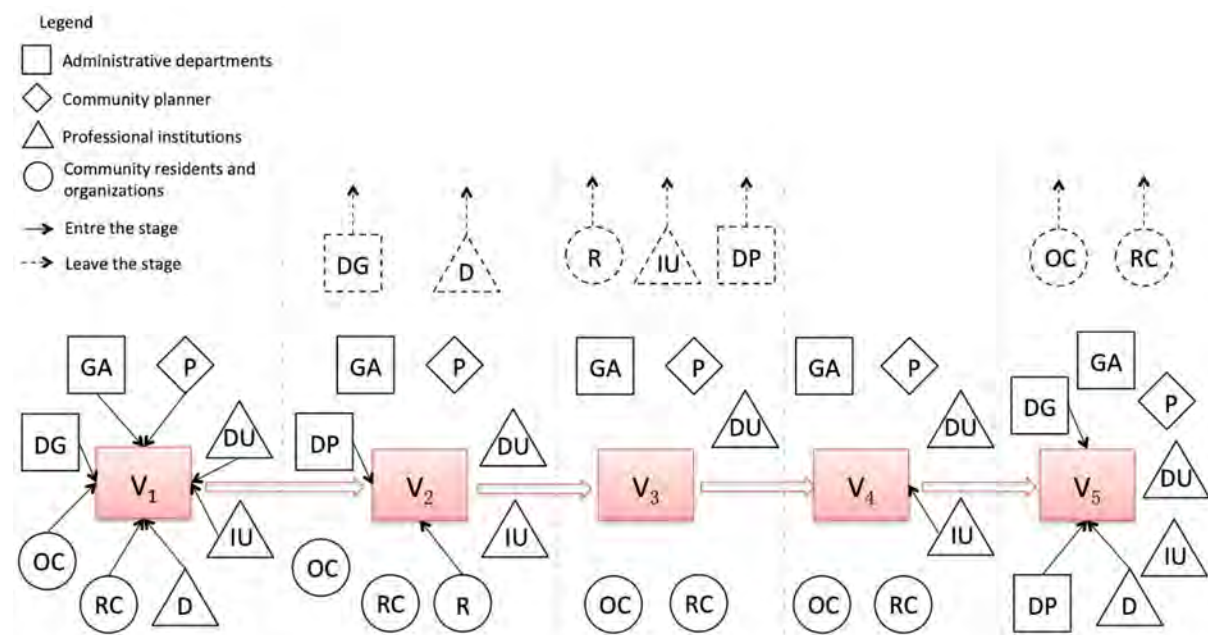 Legend
Administrative departments
Community planner
Professional institutions
Community residents and
organizations
Entre the stage
Leave the stage
DG
D
R
IU
DP
OC
RC
GA
P
DG
DU
V1
IU
OC
RC
D
GA
P
DP
DU
V2
IU
OC
RC
R
GA
P
DU
V3
OC
RC
GA
P
DU
V4
IU
OC
RC
GA
P
DG
DU
V5
IU
DP
D